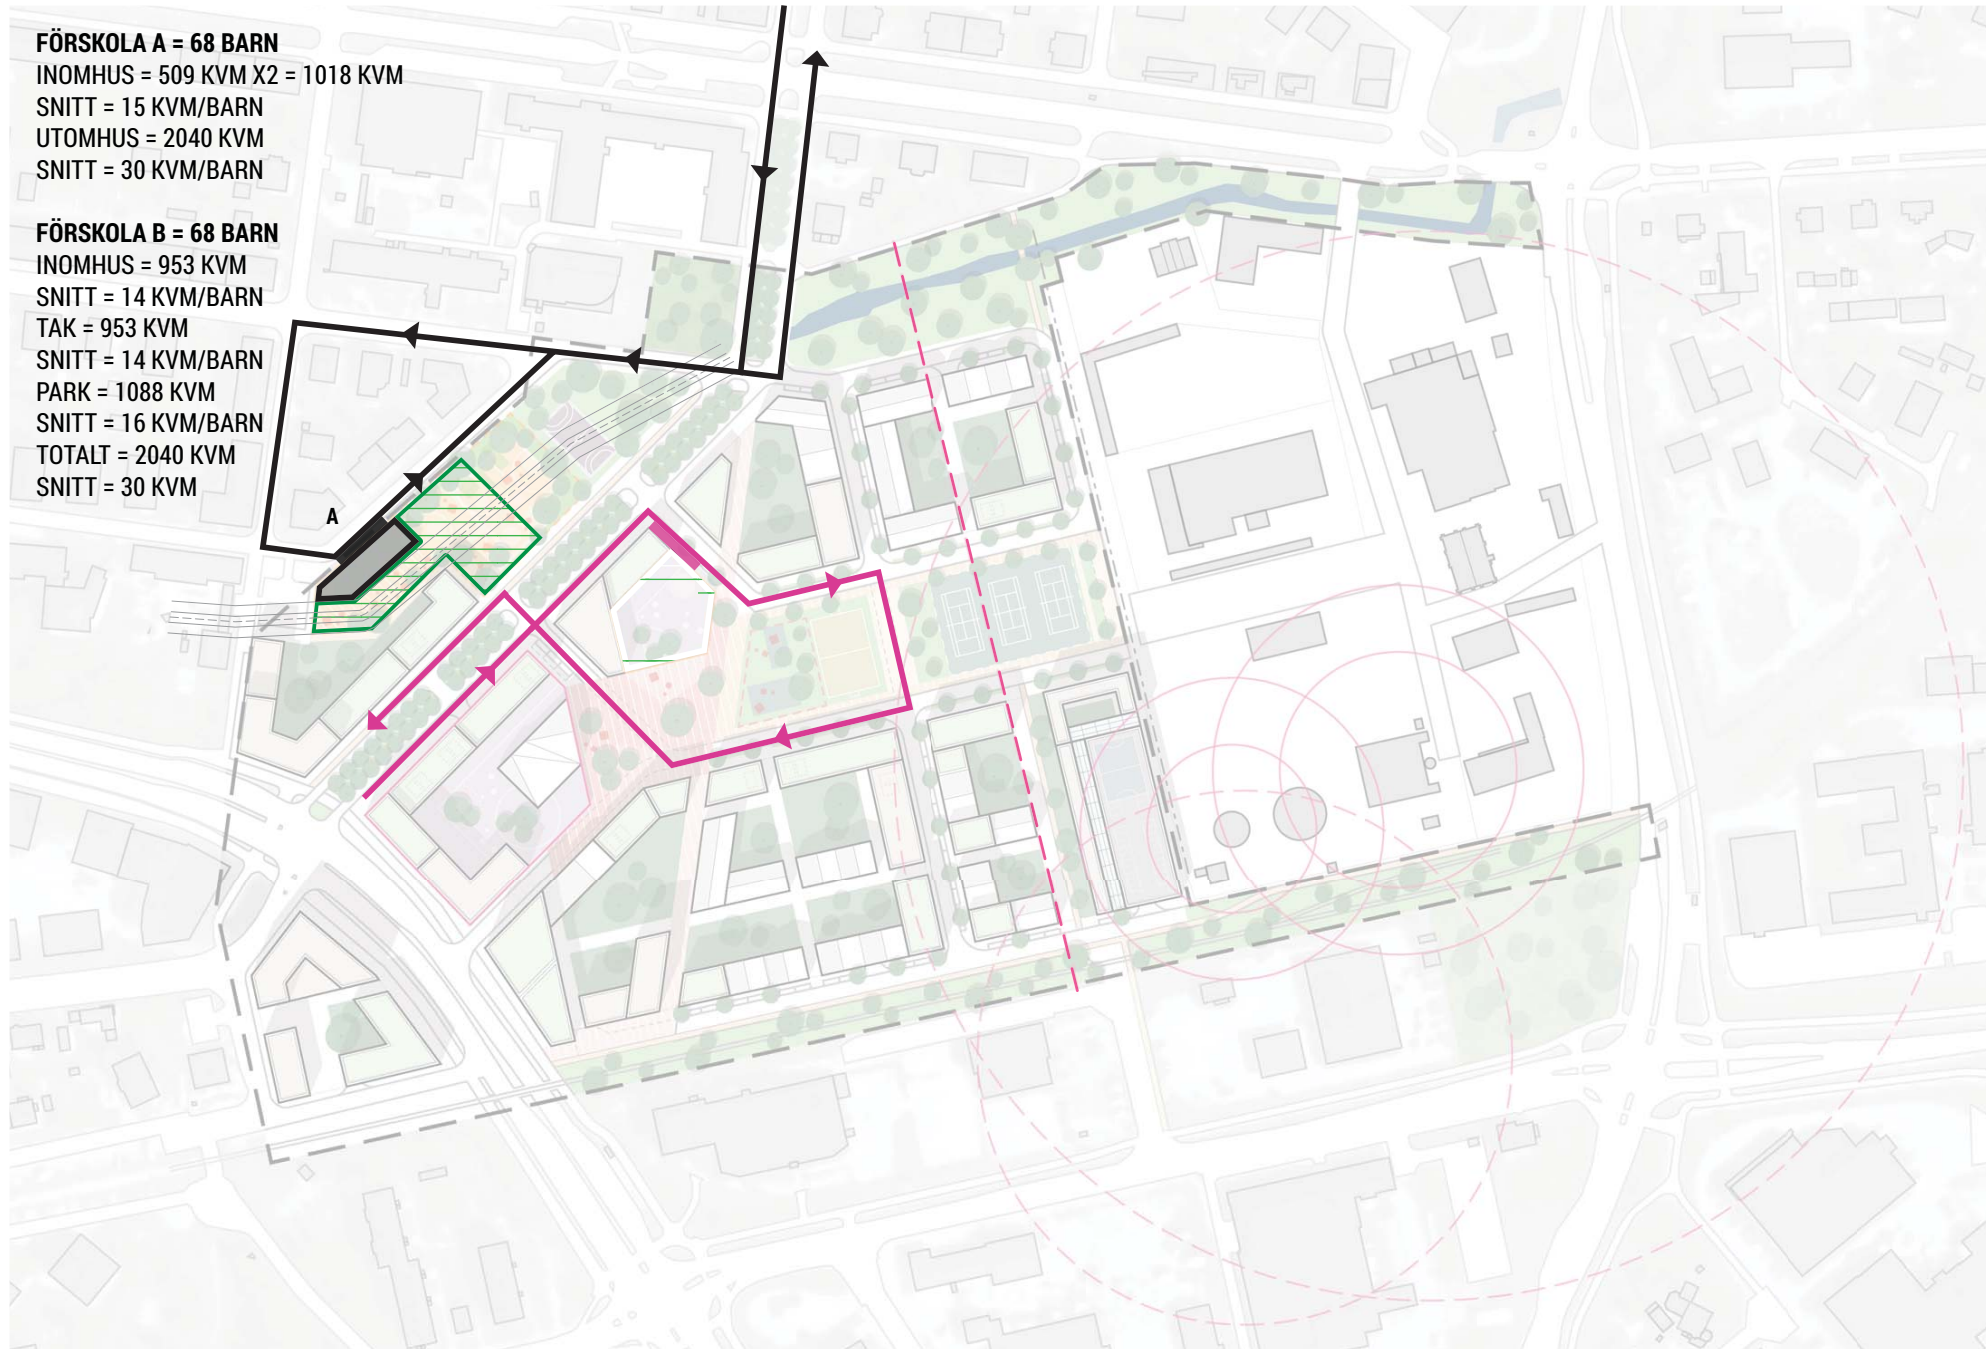 FÖRSKOLA A = 68 BARN
INOMHUS = 509 KVM X2 = 1018 KVM
SNITT = 15 KVM/BARN
UTOMHUS = 2040 KVM
SNITT = 30 KVM/BARN
FÖRSKOLA B = 68 BARN
INOMHUS = 953 KVM
SNITT = 14 KVM/BARN
TAK = 953 KVM
SNITT = 14 KVM/BARN
PARK = 1088 KVM
SNITT = 16 KVM/BARN
TOTALT = 2040 KVM
SNITT = 30 KVM
A